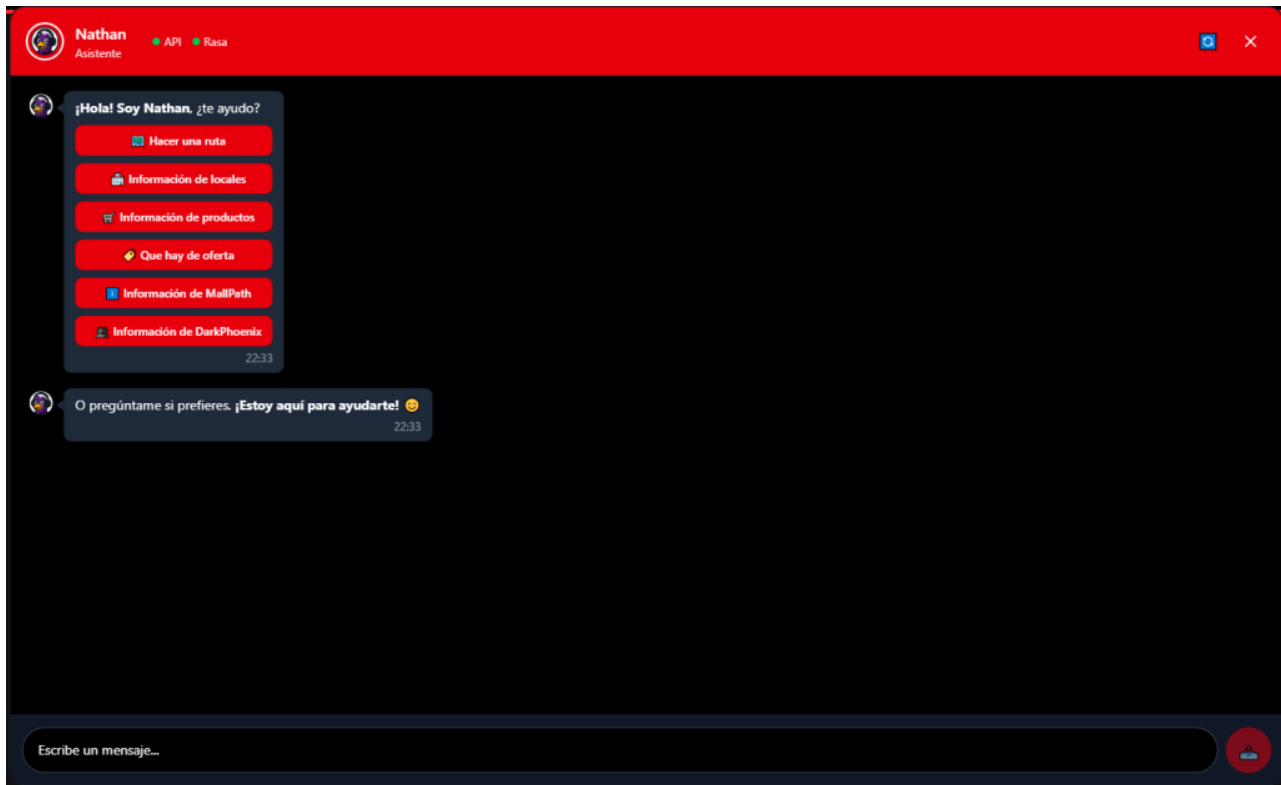 Nathan
Asistente
API
Rasa
¡Hola! Soy Nathan, ¿te ayudo?
Hacer una ruta
Información de locales
Información de productos
Que hay de oferta
Información de MallPath
Información de DarkPhoenix
22:33
O pregúntame si prefieres. ¡Estoy aquí para ayudarte! 😊
22:33
Escribe un mensaje...